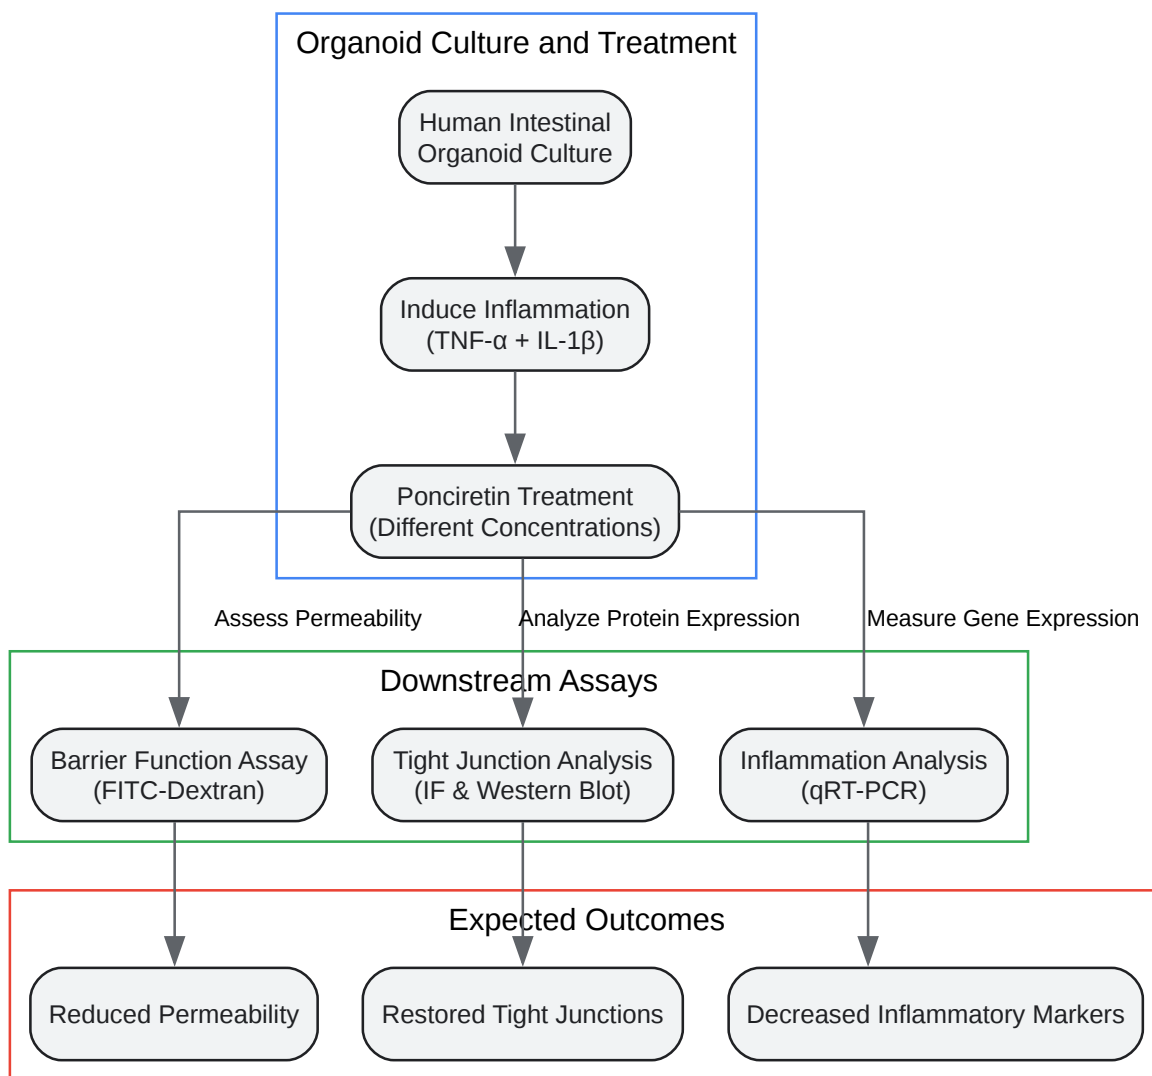 Organoid Culture and Treatment
Human Intestinal
Organoid Culture
Induce Inflammation
(TNF-α + IL-1β)
Ponciretin Treatment
(Different Concentrations)
Assess Permeability
Analyze Protein Expression
Measure Gene Expression
Downstream Assays
Barrier Function Assay
(FITC-Dextran)
Tight Junction Analysis
(IF & Western Blot)
Inflammation Analysis
(qRT-PCR)
Expected Outcomes
Reduced Permeability
Restored Tight Junctions
Decreased Inflammatory Markers